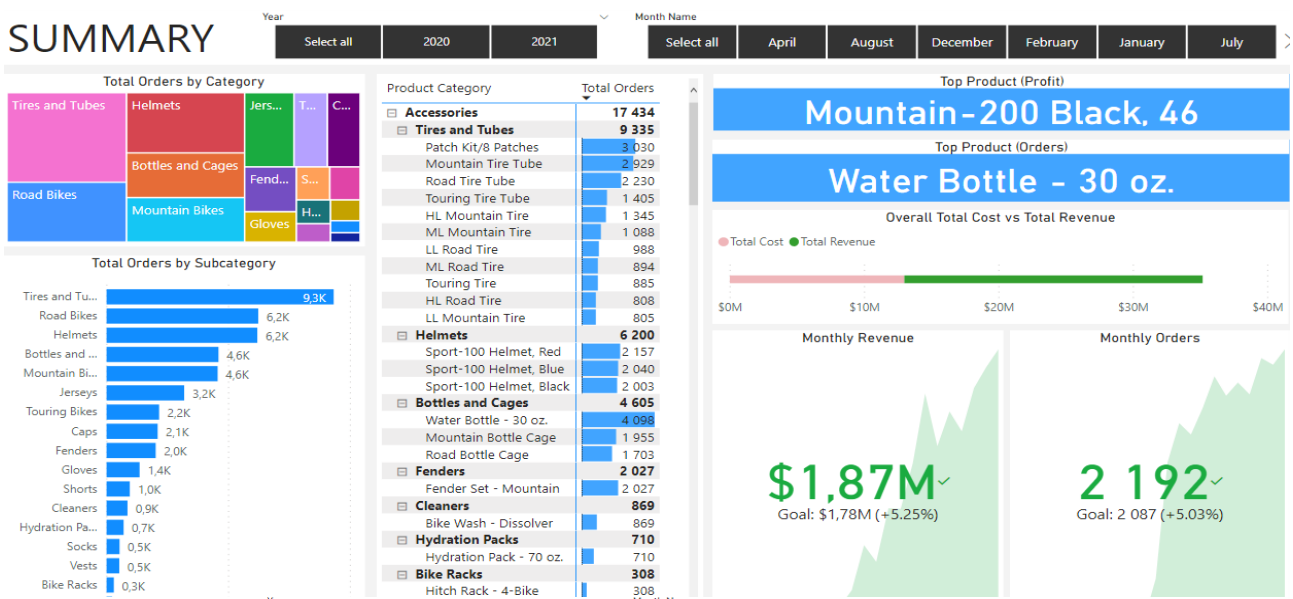 SUMMARY
Year
Select all
2020
2021
Month Name
Select all
April
August
December
February
January
July
Total Orders by Category
Tires and Tubes
Road Bikes
Helmets
Bottles and Cages
Mountain Bikes
Jers...
Fend...
Gloves
T...
C...
S...
H...
Total Orders by Subcategory
Tires and Tu... 9,3K
Road Bikes 6,2K
Helmets 6,2K
Bottles and ... 4,6K
Mountain Bi... 4,6K
Jerseys 3,2K
Touring Bikes 2,2K
Caps 2,1K
Fenders 2,0K
Gloves 1,4K
Shorts 1,0K
Cleaners 0,9K
Hydration Pa... 0,7K
Socks 0,5K
Vests 0,5K
Bike Racks 0,3K
Product Category Total Orders
Accessories 17 434
Tires and Tubes 9 335
Patch Kit/8 Patches 3 030
Mountain Tire Tube 2 929
Road Tire Tube 2 230
Touring Tire Tube 1 405
HL Mountain Tire 1 345
ML Mountain Tire 1 088
LL Road Tire 988
ML Road Tire 894
Touring Tire 885
HL Road Tire 808
LL Mountain Tire 805
Helmets 6 200
Sport-100 Helmet, Red 2 157
Sport-100 Helmet, Blue 2 040
Sport-100 Helmet, Black 2 003
Bottles and Cages 4 605
Water Bottle - 30 oz. 4 098
Mountain Bottle Cage 1 955
Road Bottle Cage 1 703
Fenders 2 027
Fender Set - Mountain 2 027
Cleaners 869
Bike Wash - Dissolver 869
Hydration Packs 710
Hydration Pack - 70 oz. 710
Bike Racks 308
Hitch Rack - 4-Bike 308
Top Product (Profit)
Mountain-200 Black, 46
Top Product (Orders)
Water Bottle - 30 oz.
Overall Total Cost vs Total Revenue
Total Cost Total Revenue
$0M $10M $20M $30M $40M
Monthly Revenue
$1,87M
Goal: $1,78M (+5.25%)
Monthly Orders
2 192
Goal: 2 087 (+5.03%)